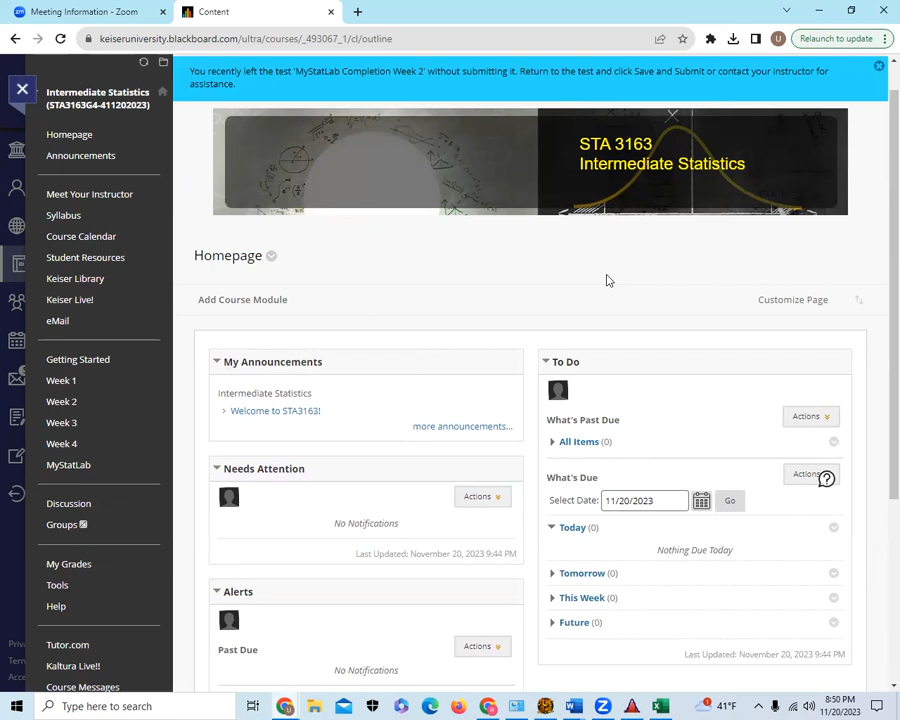 Meeting Information - Zoom
Content
keiseruniversity.blackboard.com/ultra/courses/_493067_1/cl/outline
U
Relaunch to update
You recently left the test 'MyStatLab Completion Week 2' without submitting it. Return to the test and click Save and Submit or contact your instructor for
assistance.
Intermediate Statistics
(STA3163G4-411202023)
Homepage
Announcements
Meet Your Instructor
Syllabus
Course Calendar
Student Resources
Keiser Library
Keiser Live!
eMail
Getting Started
Week 1
Week 2
Week 3
Week 4
MyStatLab
Discussion
Groups
My Grades
Tools
Help
Tutor.com
Kaltura Live!!
Course Messages
Priva
Term
Acce
STA 3163
Intermediate Statistics
Homepage
Add Course Module
Customize Page
My Announcements
Intermediate Statistics
Welcome to STA3163!
more announcements...
Needs Attention
Actions
No Notifications
Last Updated: November 20, 2023 9:44 PM
Alerts
Actions
Past Due
No Notifications
To Do
Actions
What's Past Due
All Items (0)
What's Due
Actions
Select Date: 11/20/2023 Go
Today (0)
Nothing Due Today
Tomorrow (0)
This Week (0)
Future (0)
Last Updated: November 20, 2023 9:44 PM
Type here to search
41°F
8:50 PM
11/20/2023